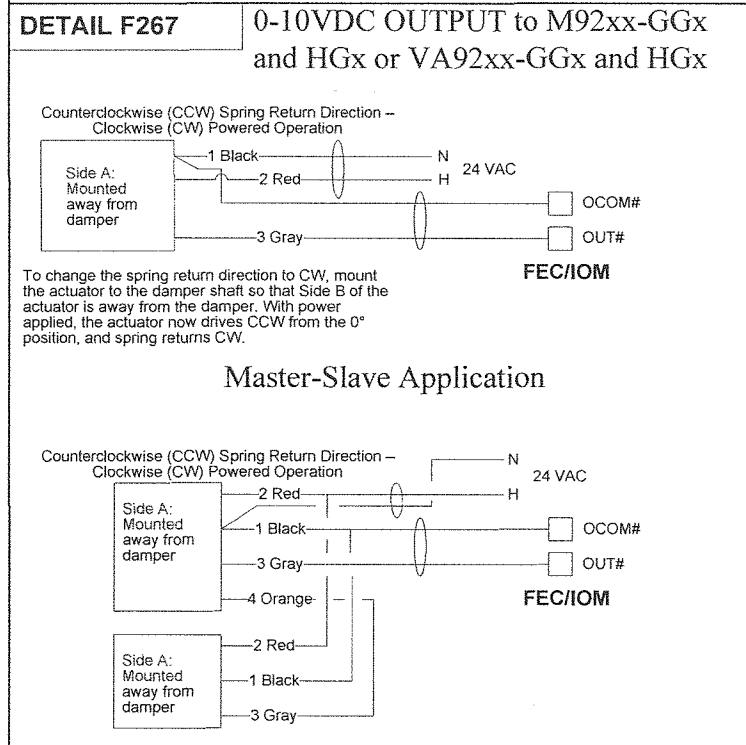 DETAIL F267
0-10VDC OUTPUT to M92xx-GGx
and HGx or VA92xx-GGx and HGx
Counterclockwise (CCW) Spring Return Direction –
Clockwise (CW) Powered Operation
Side A:
Mounted
away from
damper
1 Black
2 Red
3 Gray
N
H
24 VAC
OCOM#
OUT#
FEC/IOM
To change the spring return direction to CW, mount
the actuator to the damper shaft so that Side B of the
actuator is away from the damper. With power
applied, the actuator now drives CCW from the 0°
position, and spring returns CW.
Master-Slave Application
Counterclockwise (CCW) Spring Return Direction –
Clockwise (CW) Powered Operation
Side A:
Mounted
away from
damper
2 Red
1 Black
3 Gray
4 Orange
N
H
24 VAC
OCOM#
OUT#
FEC/IOM
Side A:
Mounted
away from
damper
2 Red
1 Black
3 Gray